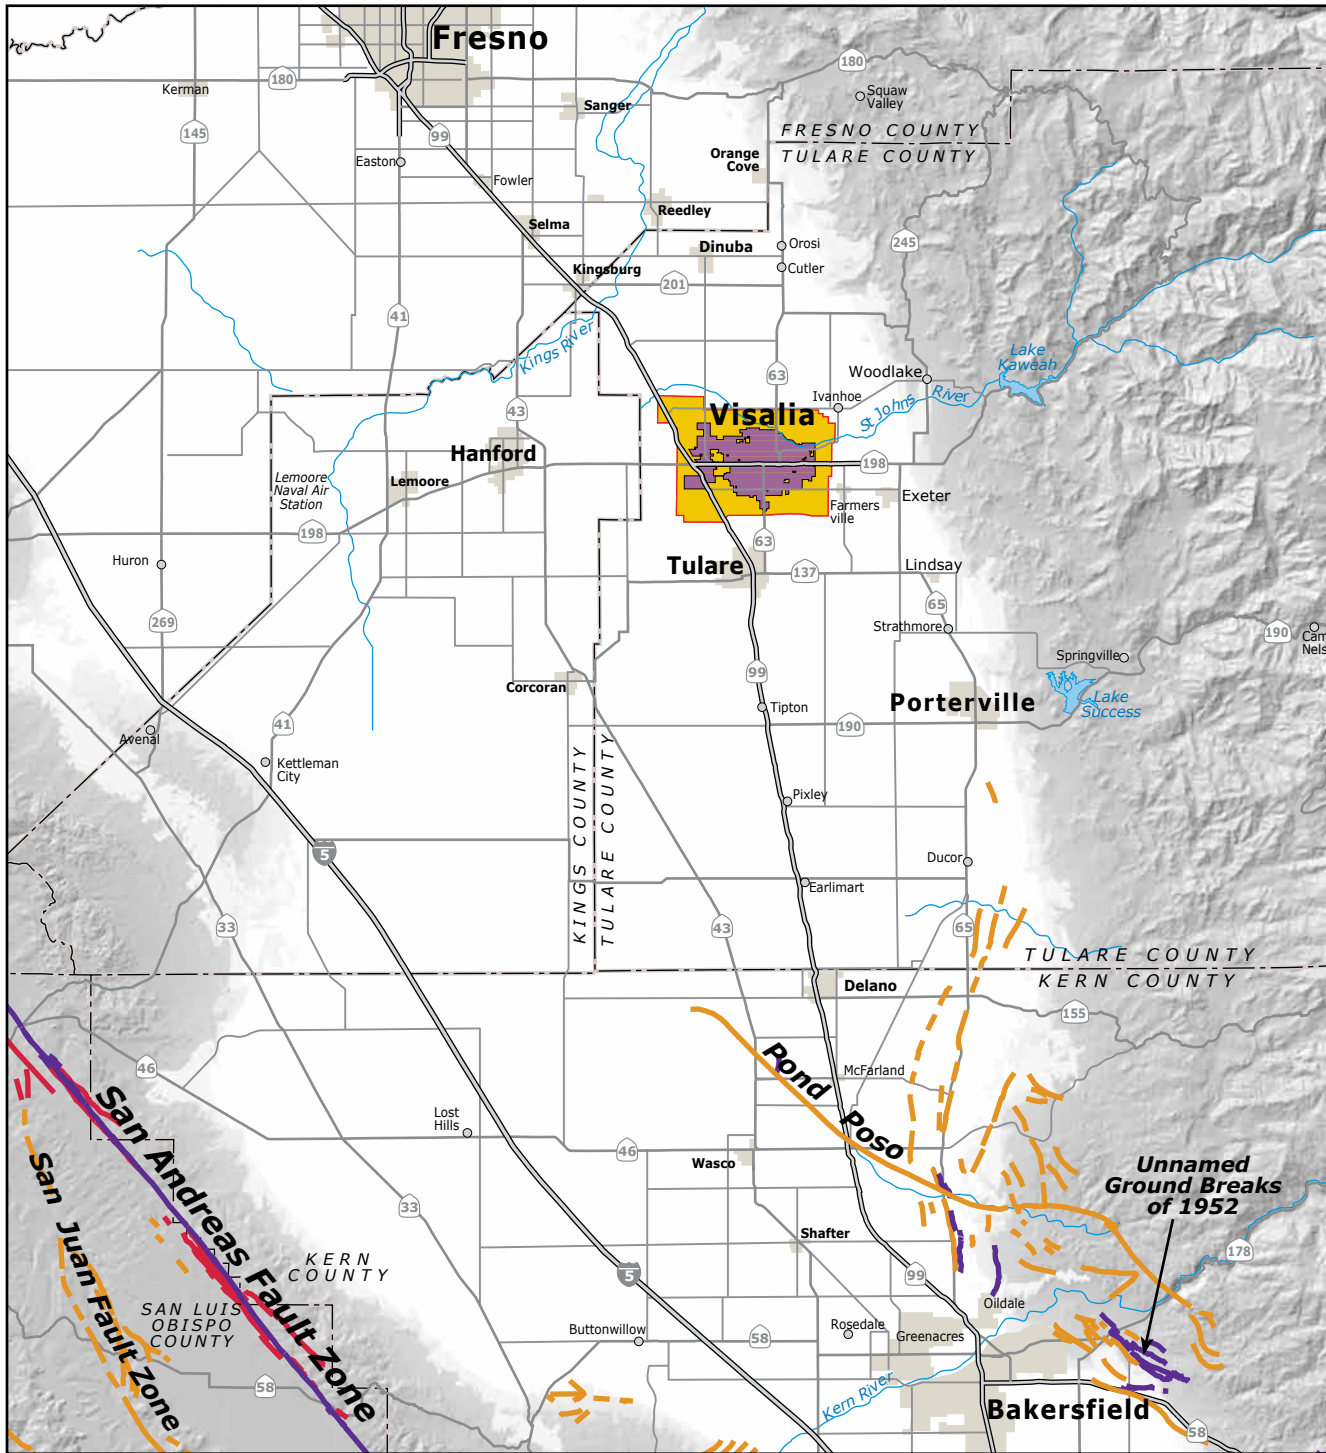 Fresno
180
Kerman
180
Squaw
Valley
Sanger
145
99
FRESNO COUNTY
TULARE COUNTY
Easton
Orange
Cove
Fowler
Reedley
Selma
Dinuba
Orosi
245
Kingsburg
Cutler
201
41
Kings River
Lake
Kaweah
63
Woodlake
Ivanhoe
St Johns River
43
Visalia
Hanford
198
Lemoore
Lemoore
Naval Air
Station
Farmers
ville
Exeter
198
63
Tulare
137
Lindsay
Huron
65
269
Strathmore
190
Cam
Nels
Springville
99
Corcoran
Porterville
Lake
Success
Tipton
190
41
Avenal
Kettleman
City
KINGS COUNTY
TULARE COUNTY
Pixley
5
Ducor
Earlimart
33
43
65
TULARE COUNTY
KERN COUNTY
Delano
155
46
Pond Poso
McFarland
San Andreas Fault Zone
Lost
Hills
46
Wasco
San Juan Fault Zone
Unnamed
Ground Breaks
of 1952
33
Shafter
178
KERN
COUNTY
5
99
SAN LUIS
OBISPO
COUNTY
Oildale
Buttonwillow
58
Rosedale
Greenacres
58
Kern River
Bakersfield
58